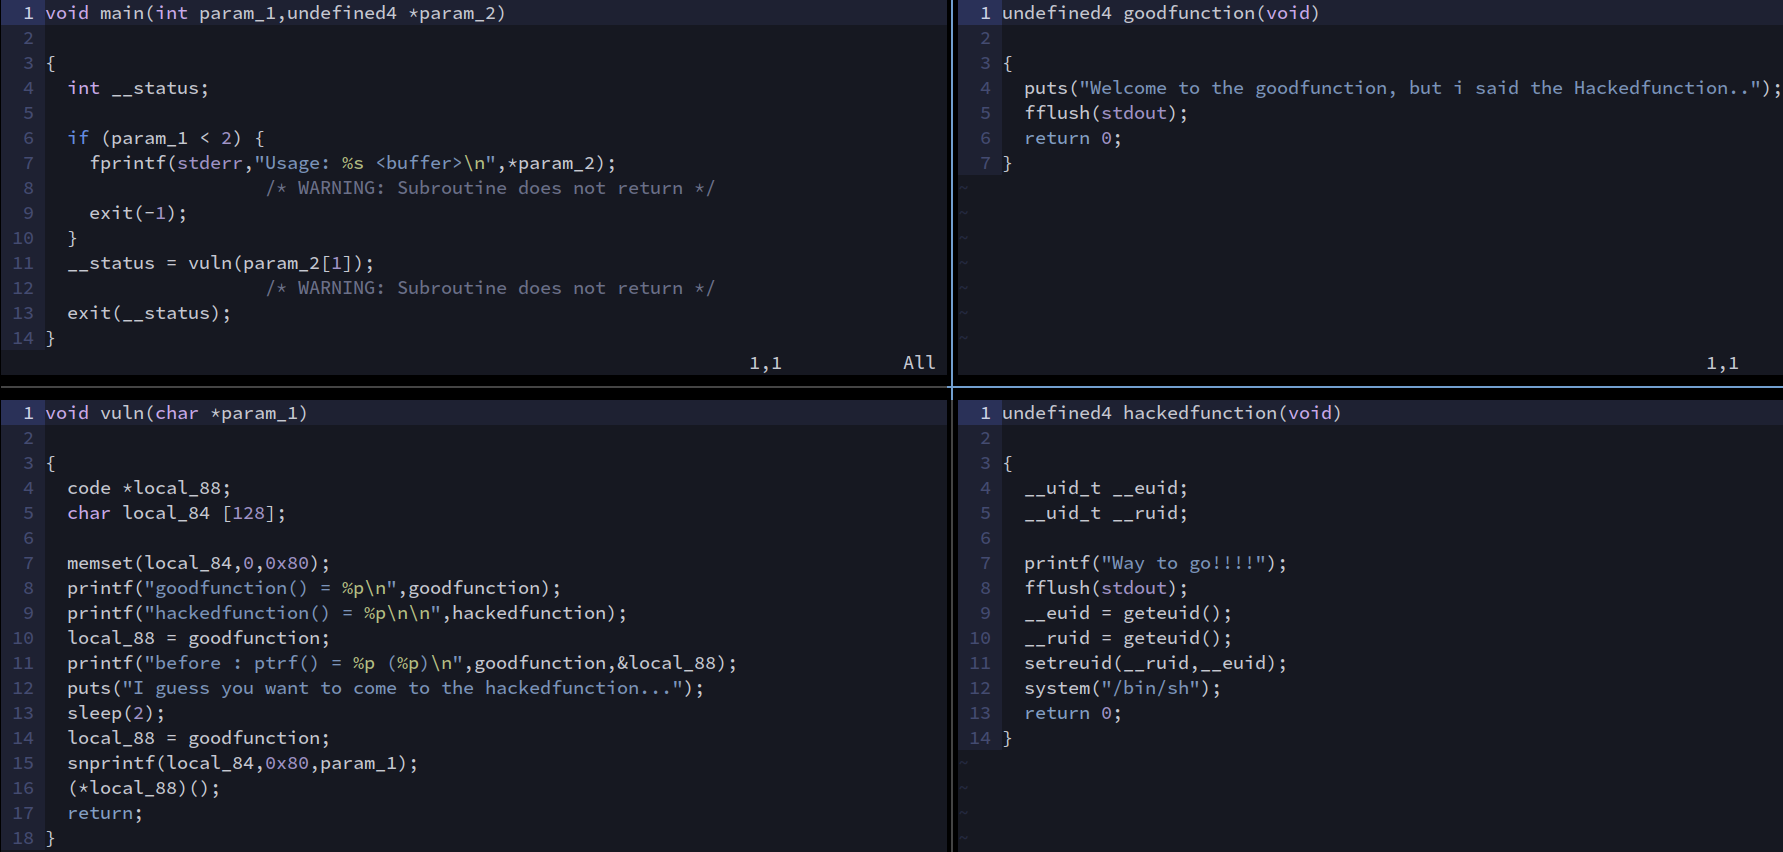 1 void main(int param_1,undefined4 *param_2)
2
3 {
4   int __status;
5
6   if (param_1 < 2) {
7     fprintf(stderr,"Usage: %s <buffer>\n",*param_2);
8                     /* WARNING: Subroutine does not return */
9     exit(-1);
10   }
11   __status = vuln(param_2[1]);
12                     /* WARNING: Subroutine does not return */
13   exit(__status);
14 }
1,1 All
1 undefined4 goodfunction(void)
2
3 {
4   puts("Welcome to the goodfunction, but i said the Hackedfunction..");
5   fflush(stdout);
6   return 0;
7 }
~
~
~
~
~
~
~
1,1
1 void vuln(char *param_1)
2
3 {
4   code *local_88;
5   char local_84 [128];
6
7   memset(local_84,0,0x80);
8   printf("goodfunction() = %p\n",goodfunction);
9   printf("hackedfunction() = %p\n\n",hackedfunction);
10   local_88 = goodfunction;
11   printf("before : ptrf() = %p (%p)\n",goodfunction,&local_88);
12   puts("I guess you want to come to the hackedfunction...");
13   sleep(2);
14   local_88 = goodfunction;
15   snprintf(local_84,0x80,param_1);
16   (*local_88)();
17   return;
18 }
1 undefined4 hackedfunction(void)
2
3 {
4   __uid_t __euid;
5   __uid_t __ruid;
6
7   printf("Way to go!!!!");
8   fflush(stdout);
9   __euid = geteuid();
10   __ruid = geteuid();
11   setreuid(__ruid,__euid);
12   system("/bin/sh");
13   return 0;
14 }
~
~
~
~